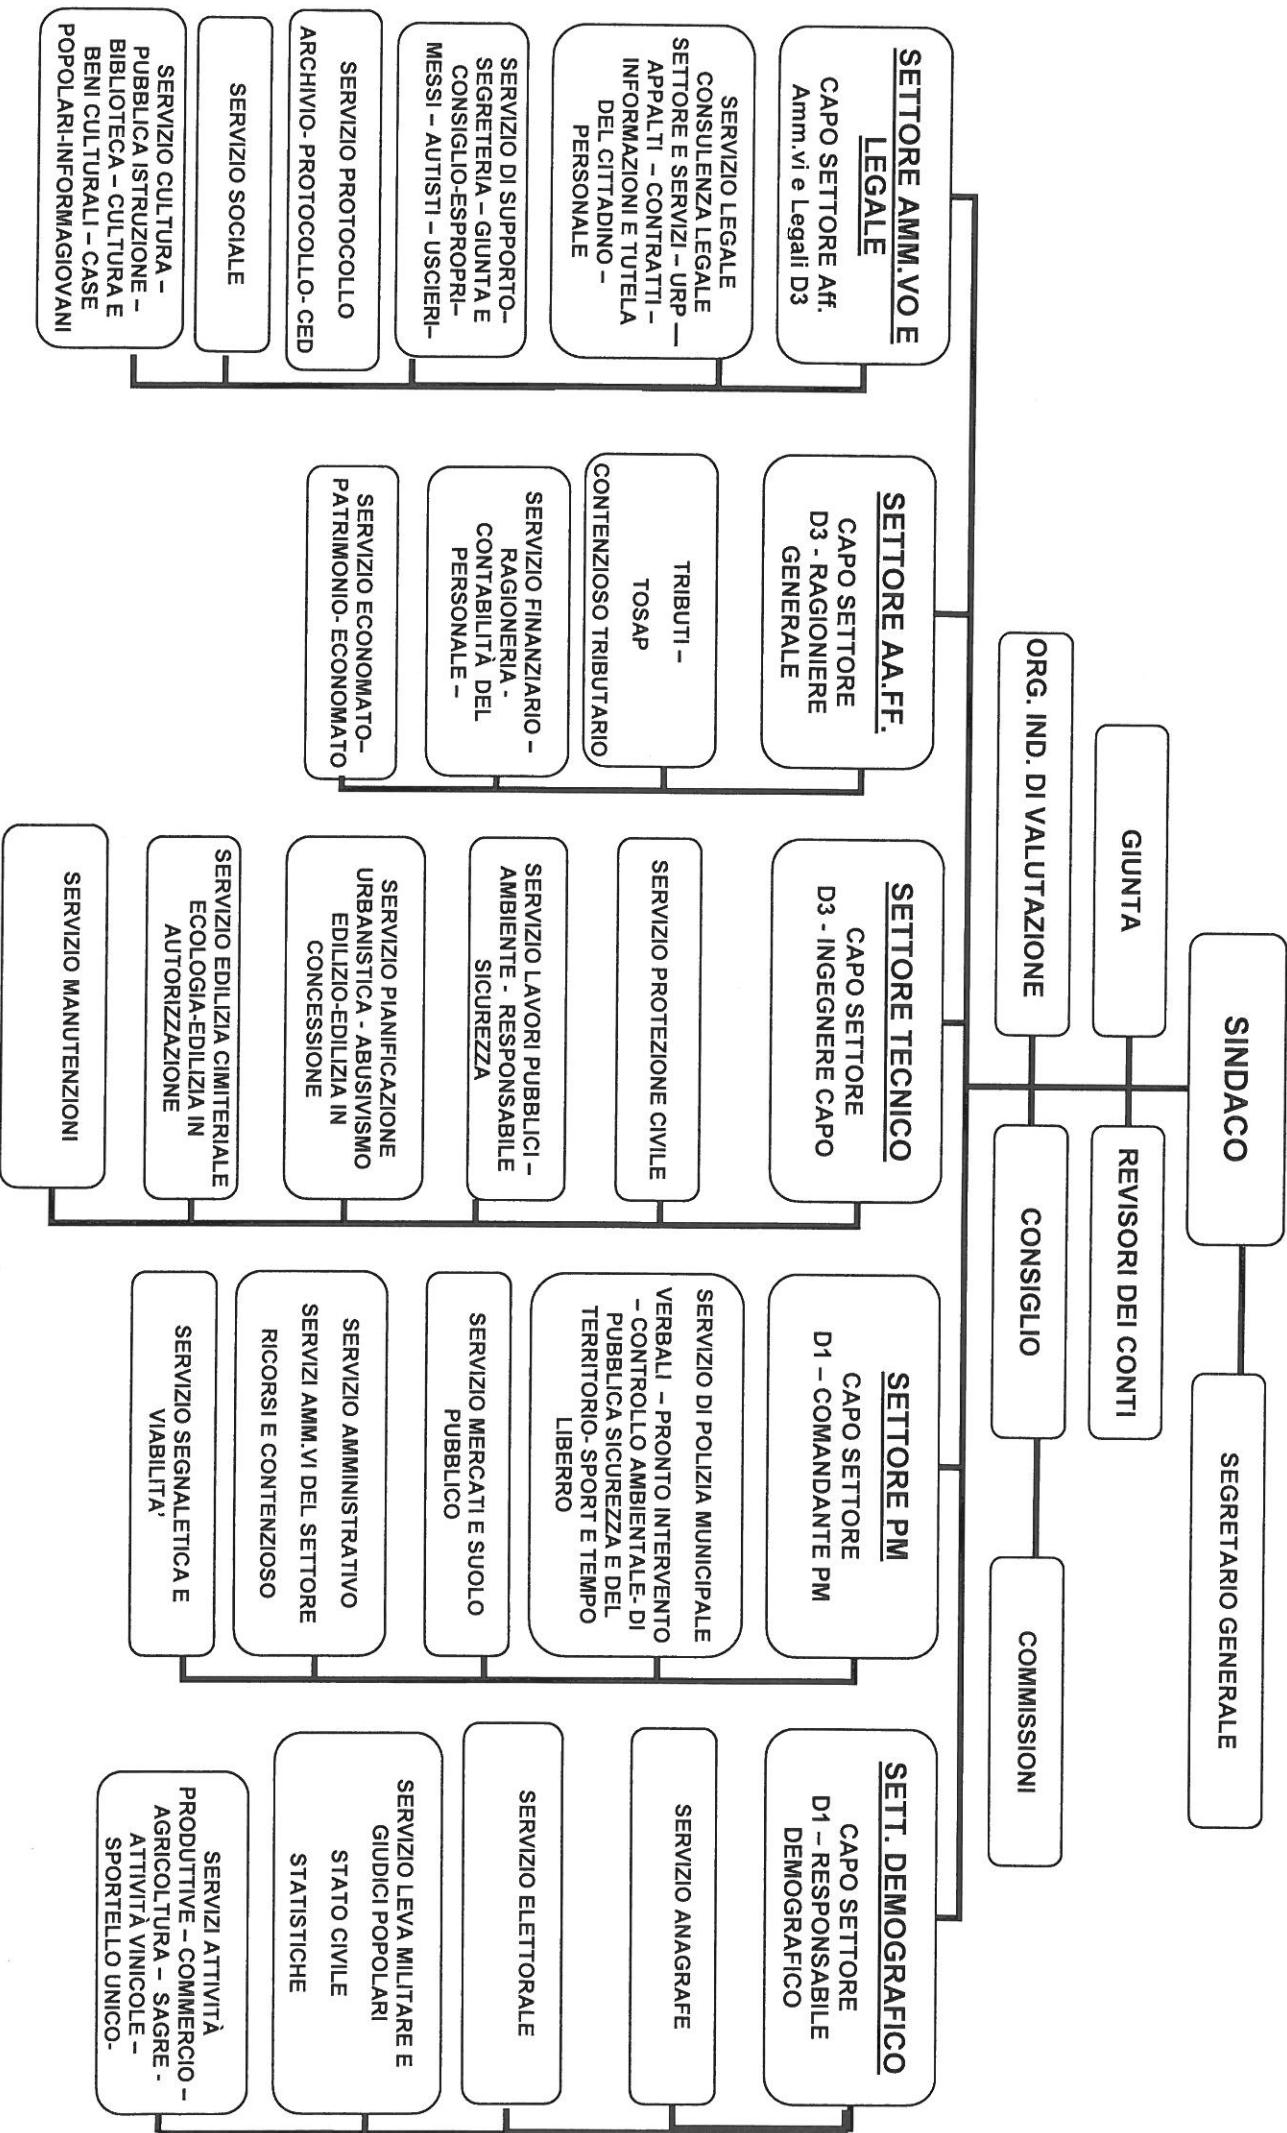 SINDACO
SEGRETARIO GENERALE
GIUNTA
REVISORI DEI CONTI
ORG. IND. DI VALUTAZIONE
CONSIGLIO
COMMISSIONI
SETTORE AMM.VO E
LEGALE
CAPO SETTORE Aff.
Amm.vi e Legali D3
SERVIZIO LEGALE
CONSULENZA LEGALE
SETTORE E SERVIZI – URP —
APPALTI – CONTRATTI –
INFORMAZIONI E TUTELA
DEL CITTADINO –
PERSONALE
SERVIZIO DI SUPPORTO–
SEGRETERIA – GIUNTA E
CONSIGLIO-ESPROPRI–
MESSI – AUTISTI – USCIERI–
SERVIZIO PROTOCOLLO
ARCHIVIO- PROTOCOLLO- CED
SERVIZIO SOCIALE
SERVIZIO CULTURA –
PUBBLICA ISTRUZIONE –
BIBLIOTECA – CULTURA E
BENI CULTURALI – CASE
POPOLARI-INFORMAGIOVANI
SETTORE AA.FF.
CAPO SETTORE
D3 - RAGIONIERE
GENERALE
TRIBUTI –
TOSAP
CONTENZIOSO TRIBUTARIO
SERVIZIO FINANZIARIO –
RAGIONERIA -
CONTABILITÀ DEL
PERSONALE –
SERVIZIO ECONOMATO–
PATRIMONIO- ECONOMATO
SETTORE TECNICO
CAPO SETTORE
D3 - INGEGNERE CAPO
SERVIZIO PROTEZIONE CIVILE
SERVIZIO LAVORI PUBBLICI –
AMBIENTE - RESPONSABILE
SICUREZZA
SERVIZIO PIANIFICAZIONE
URBANISTICA - ABUSIVISMO
EDILIZIO-EDILIZIA IN
CONCESSIONE
SERVIZIO EDILIZIA CIMITERIALE
ECOLOGIA-EDILIZIA IN
AUTORIZZAZIONE
SERVIZIO MANUTENZIONI
SETTORE PM
CAPO SETTORE
D1 – COMANDANTE PM
SERVIZIO DI POLIZIA MUNICIPALE
VERBALI – PRONTO INTERVENTO
– CONTROLLO AMBIENTALE- DI
PUBBLICA SICUREZZA E DEL
TERRITORIO- SPORT E TEMPO
LIBERRO
SERVIZIO MERCATI E SUOLO
PUBBLICO
SERVIZIO AMMINISTRATIVO
SERVIZI AMM.VI DEL SETTORE
RICORSI E CONTENZIOSO
SERVIZIO SEGNALETICA E
VIABILITA'
SETT. DEMOGRAFICO
CAPO SETTORE
D1 – RESPONSABILE
DEMOGRAFICO
SERVIZIO ANAGRAFE
SERVIZIO ELETTORALE
SERVIZIO LEVA MILITARE E
GIUDICI POPOLARI
STATO CIVILE
STATISTICHE
SERVIZI ATTIVITÀ
PRODUTTIVE – COMMERCIO –
AGRICOLTURA – SAGRE -
ATTIVITÀ VINICOLE –
SPORTELLO UNICO-